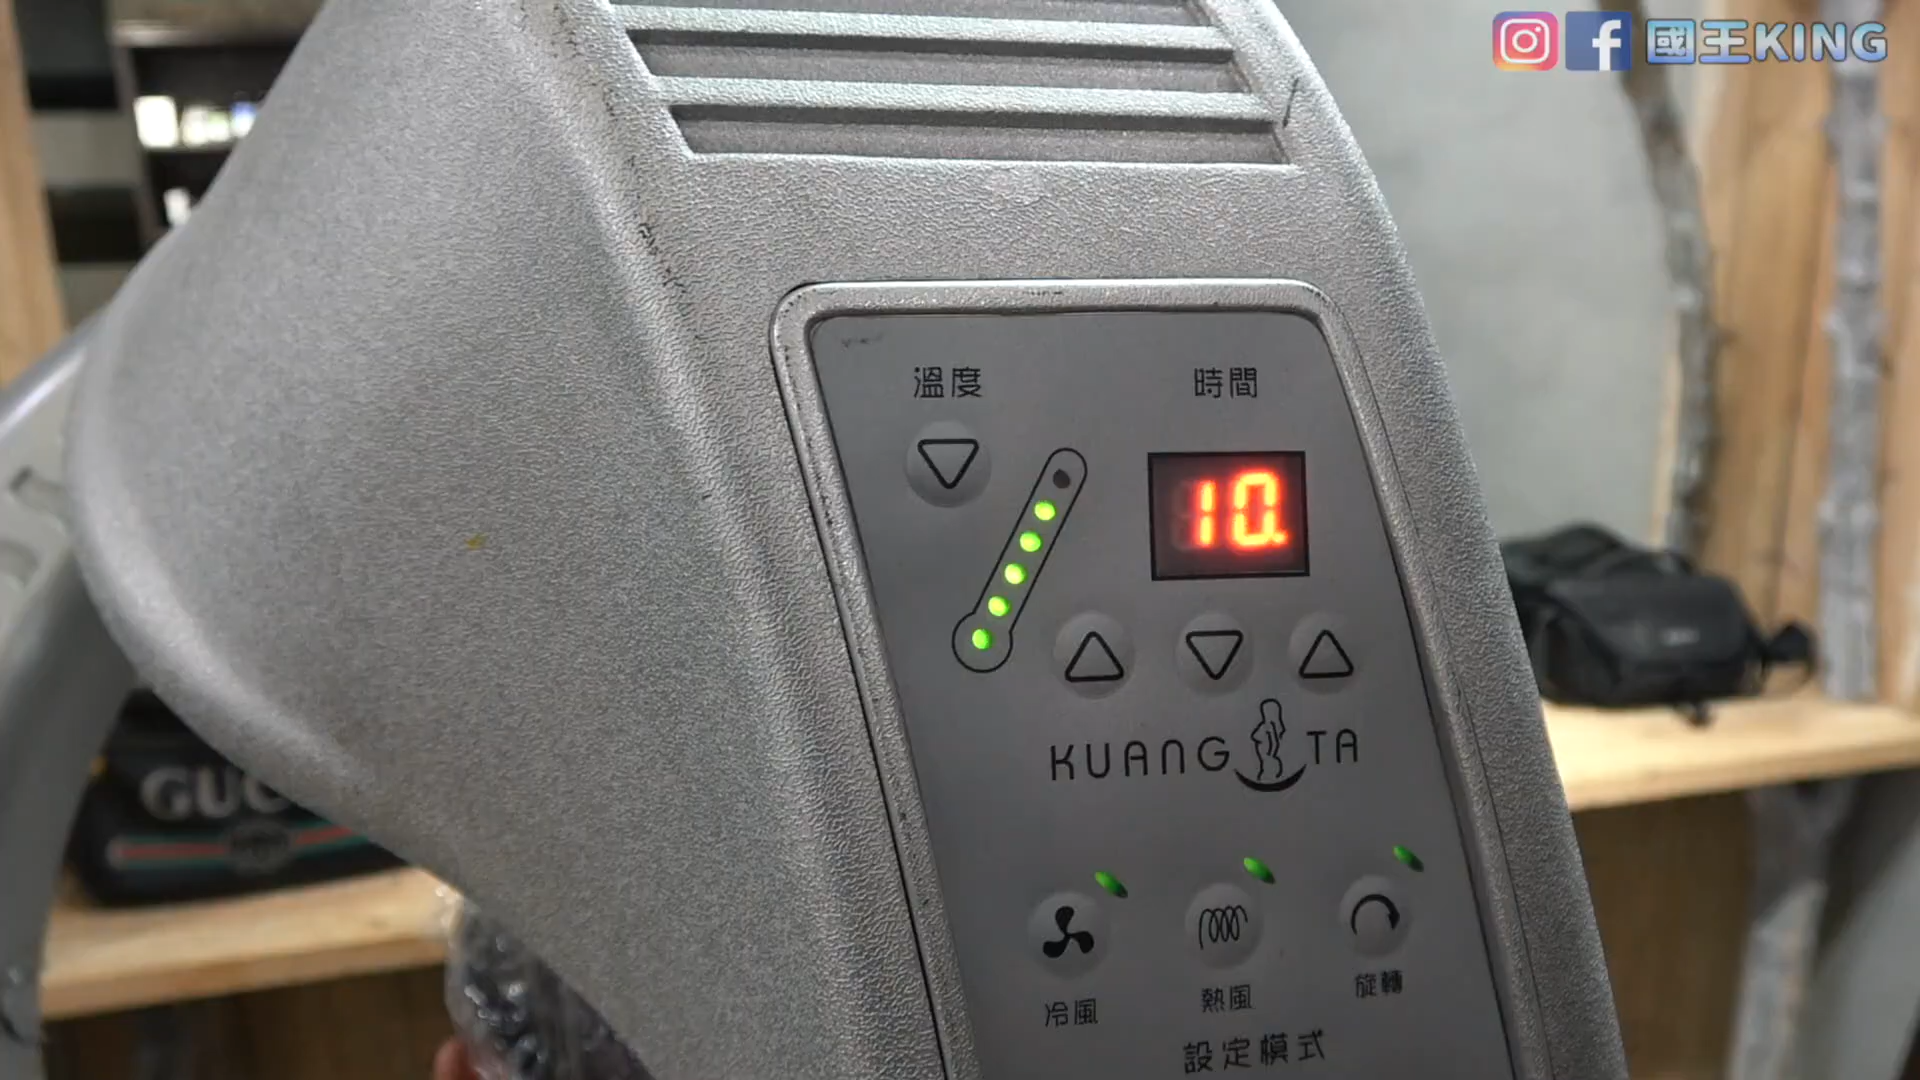 國王KING
溫度
時間
10.
KUANG TA
GUC
冷風
熱風
旋轉
設定模式